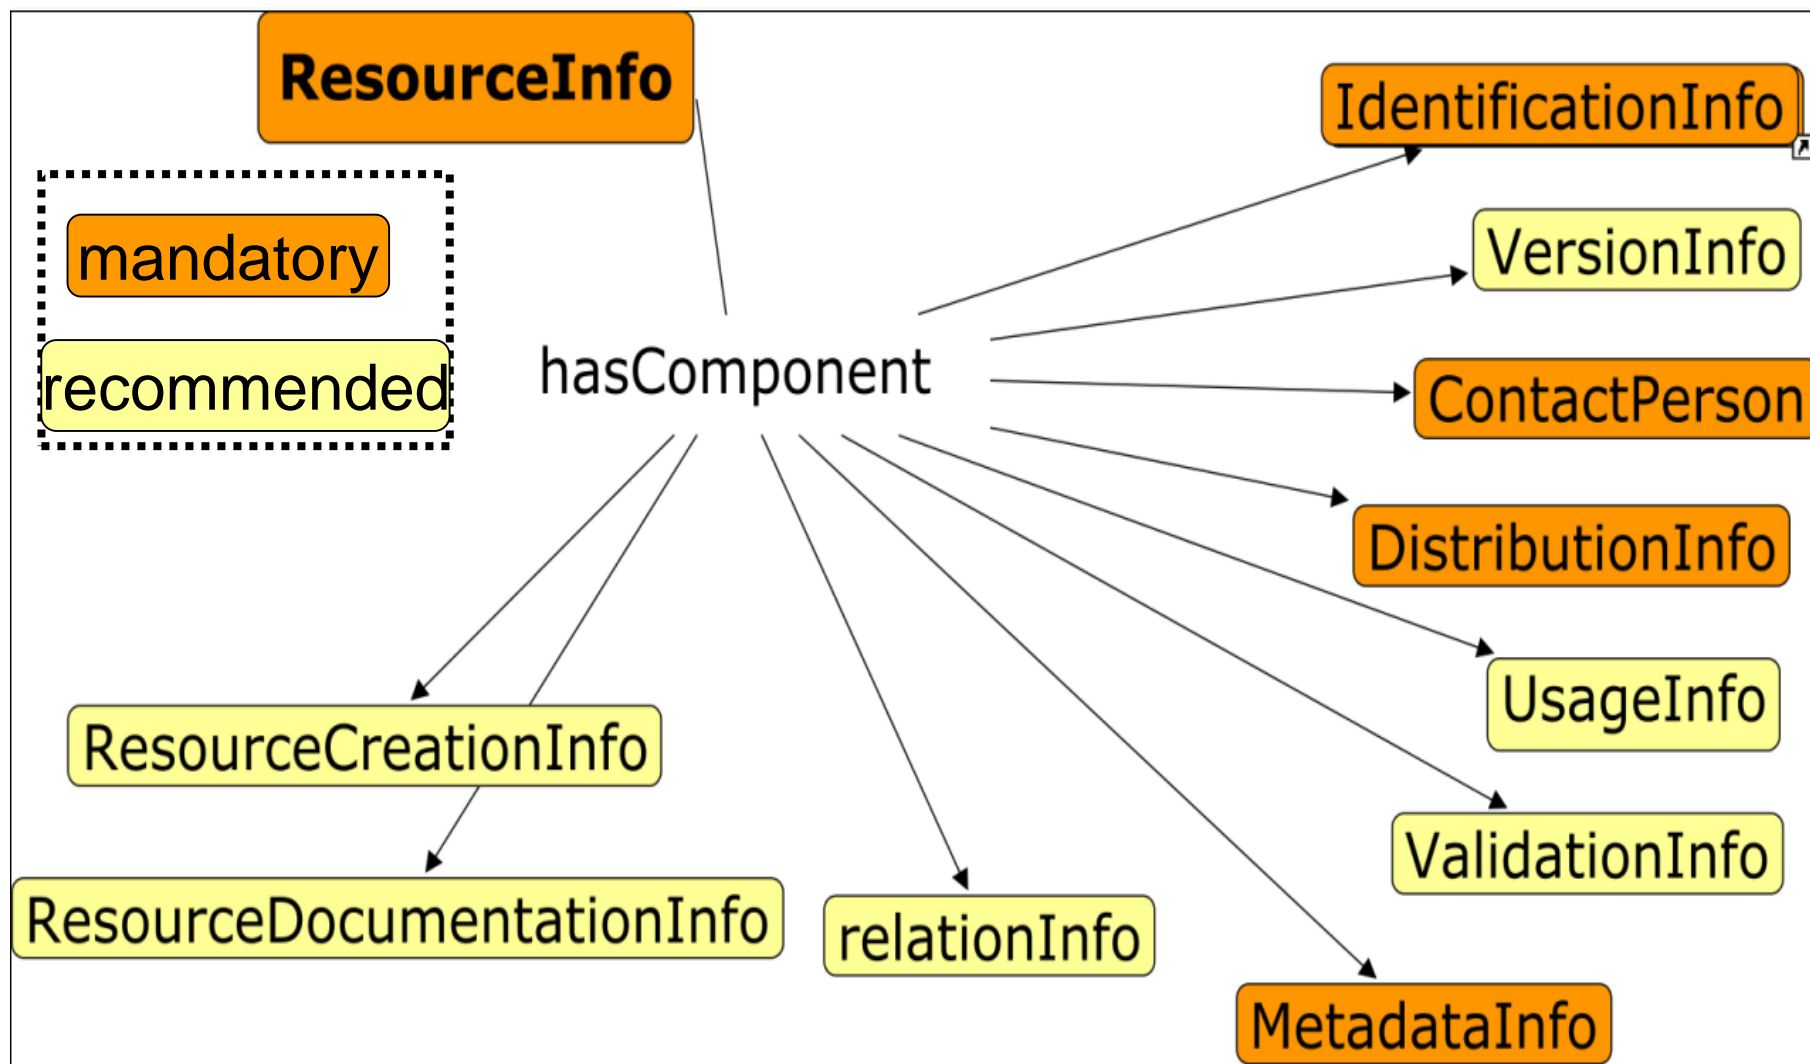 ResourceInfo
IdentificationInfo
mandatory
VersionInfo
recommended
hasComponent
ContactPerson
DistributionInfo
UsageInfo
ResourceCreationInfo
ValidationInfo
ResourceDocumentationInfo
relationInfo
MetadataInfo